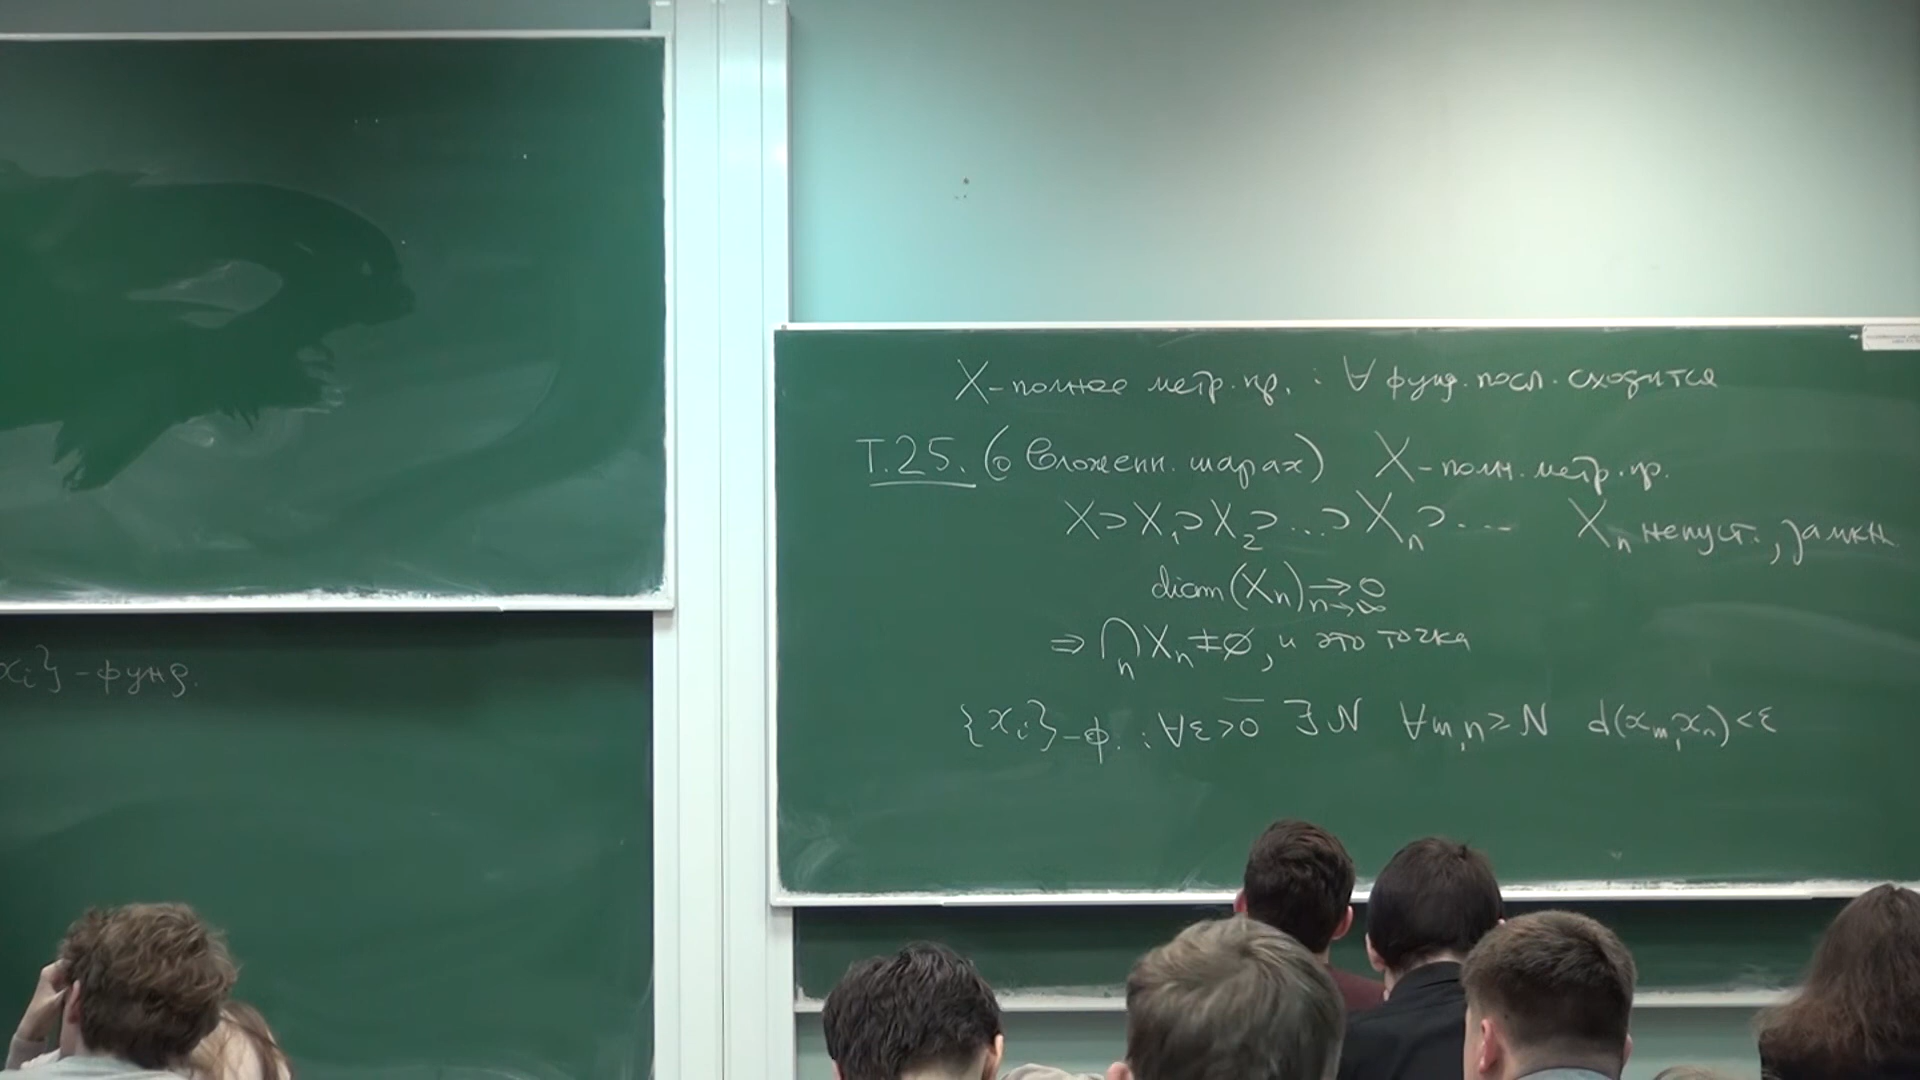 X - полное метр. пр. : ∀ фунд. посл. сходится
Т.25. (о вложенн. шарах) X - полн. метр. пр.
X ⊃ X₁ ⊃ X₂ ⊃ ... ⊃ Xₙ ⊃ ... Xₙ непуст., замкн.
diam(Xₙ) → 0 n→∞
⇒ ⋂ₙ Xₙ ≠ ∅, и это точка
{xᵢ} - ф. : ∀ε>0 ∃N ∀m,n ≥ N d(xₘ, xₙ) < ε
xᵢ} - фунд.